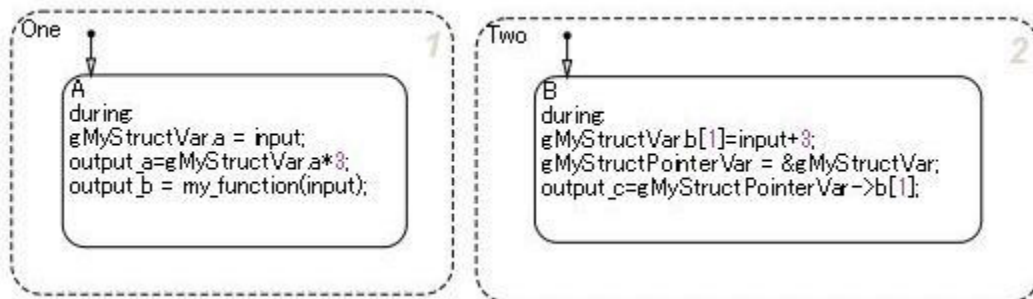 One
1
A
during:
gMyStructVar.a = input;
output_a=gMyStructVar.a*3;
output_b = my_function(input);
Two
2
B
during:
gMyStructVar.b[1]=input+3;
gMyStructPointerVar = &gMyStructVar;
output_c=gMyStructPointerVar->b[1];